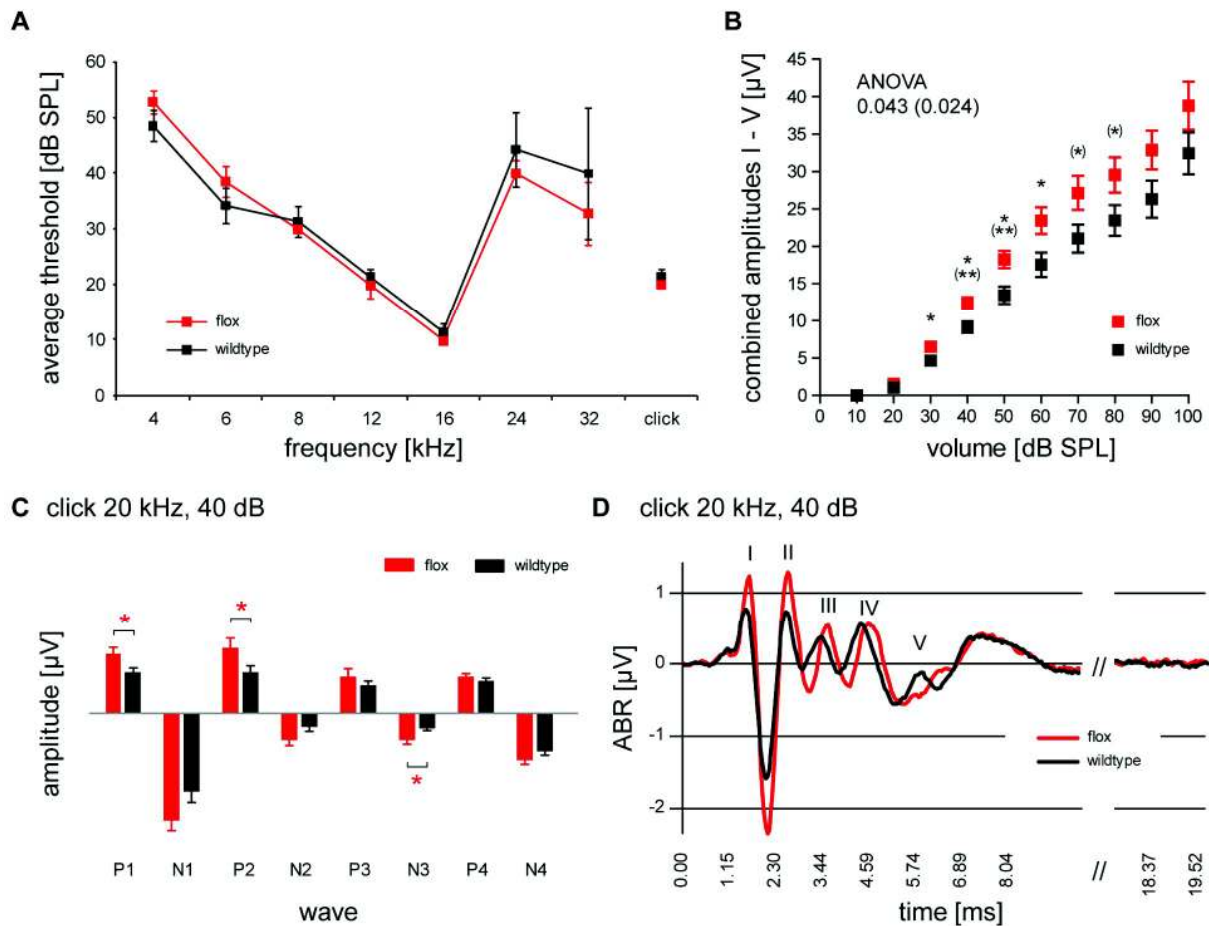 A
average threshold [dB SPL]
60
50
40
30
20
10
0
flox
wildtype
4 6 8 12 16 24 32 click
frequency [kHz]
B
combined amplitudes I - V [µV]
45
40
35
30
25
20
15
10
5
0
ANOVA
0.043 (0.024)
*
*
(**)
*
(**)
*
(*)
(*)
flox
wildtype
0 10 20 30 40 50 60 70 80 90 100
volume [dB SPL]
C click 20 kHz, 40 dB
flox wildtype
amplitude [µV]
*
*
*
P1 N1 P2 N2 P3 N3 P4 N4
wave
D click 20 kHz, 40 dB
ABR [µV]
1
0
-1
-2
I II III IV V
//
flox
wildtype
0.00 1.15 2.30 3.44 4.59 5.74 6.89 8.04 // 18.37 19.52
time [ms]